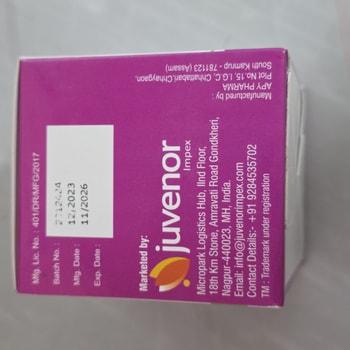 Mfg. Lic. No. : 401/DR/MFG/2017
Batch No. :
Mfg. Date : 12/2023
Exp. Date : 11/2026
Marketed by:
juvenor
Impex
Micropark Logistics Hub, IInd Floor,
18th Km Stone, Amravati Road Gondkheri,
Nagpur-440023, MH, India.
Email: info@juvenorimpex.com
Contact Details:- +91 9284535702
TM : Trademark under registration
Manufactured by :
APY PHARMA
Plot No.15, I.G.C, Chhattabari,Chhaygaon,
South Kamrup - 781123 (Assam)